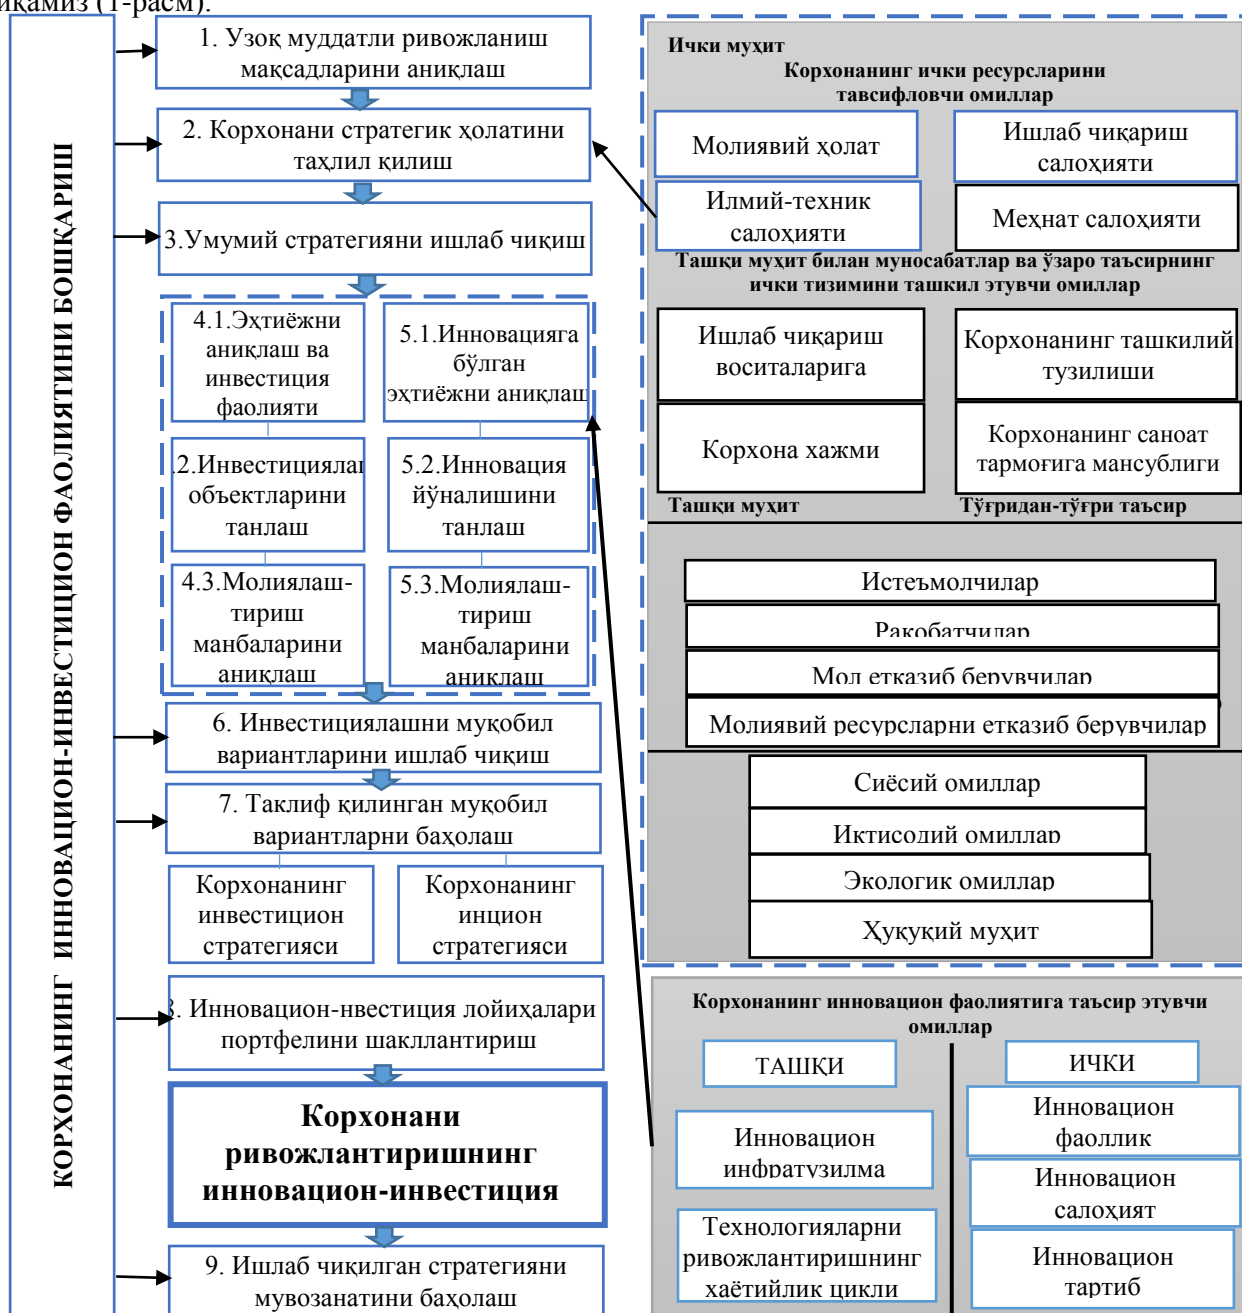 иқамиз (1-расм).
КОРХОНАНИНГ ИННОВАЦИОН-ИНВЕСТИЦИОН ФАОЛИЯТИНИ БОШҚАРИШ
1. Узоқ муддатли ривожланиш
мақсадларини аниқлаш
2. Корхонани стратегик ҳолатини
таҳлил қилиш
3.Умумий стратегияни ишлаб чиқиш
4.1.Эҳтиёжни
аниқлаш ва
инвестиция
фаолияти
5.1.Инновацияга
бўлган
эҳтиёжни аниқлаш
.2.Инвестициялаш
объектларини
танлаш
5.2.Инновация
йўналишини
танлаш
4.3.Молиялаш-
тириш
манбаларини
аниқлаш
5.3.Молиялаш-
тириш
манбаларини
аниқлаш
6. Инвестициялашни муқобил
вариантларини ишлаб чиқиш
7. Таклиф қилинган муқобил
вариантларни баҳолаш
Корхонанинг
инвестицион
стратегияси
Корхонанинг
инцион
стратегияси
8. Инновацион-нвестиция лойиҳалари
портфелини шакллантириш
Корхонани
ривожлантиришнинг
инновацион-инвестиция
9. Ишлаб чиқилган стратегияни
мувозанатини баҳолаш
Ички муҳит
Корхонанинг ички ресурсларини
тавсифловчи омиллар
Молиявий ҳолат
Ишлаб чиқариш
салоҳияти
Илмий-техник
салоҳияти
Меҳнат салоҳияти
Ташқи муҳит билан муносабатлар ва ўзаро таъсирнинг
ички тизимини ташкил этувчи омиллар
Ишлаб чиқариш
воситаларига
Корхонанинг ташкилий
тузилиши
Корхона хажми
Корхонанинг саноат
тармоғига мансублиги
Ташқи муҳит
Тўғридан-тўғри таъсир
Истеъмолчилар
Рақобатчилар
Мол етказиб берувчилар
Молиявий ресурсларни етказиб берувчилар
Сиёсий омиллар
Иқтисодий омиллар
Экологик омиллар
Ҳуқуқий муҳит
Корхонанинг инновацион фаолиятига таъсир этувчи
омиллар
ТАШҚИ
ИЧКИ
Инновацион
инфратузилма
Инновацион
фаоллик
Инновацион
салоҳият
Технологияларни
ривожлантиришнинг
хаётийлик цикли
Инновацион
тартиб